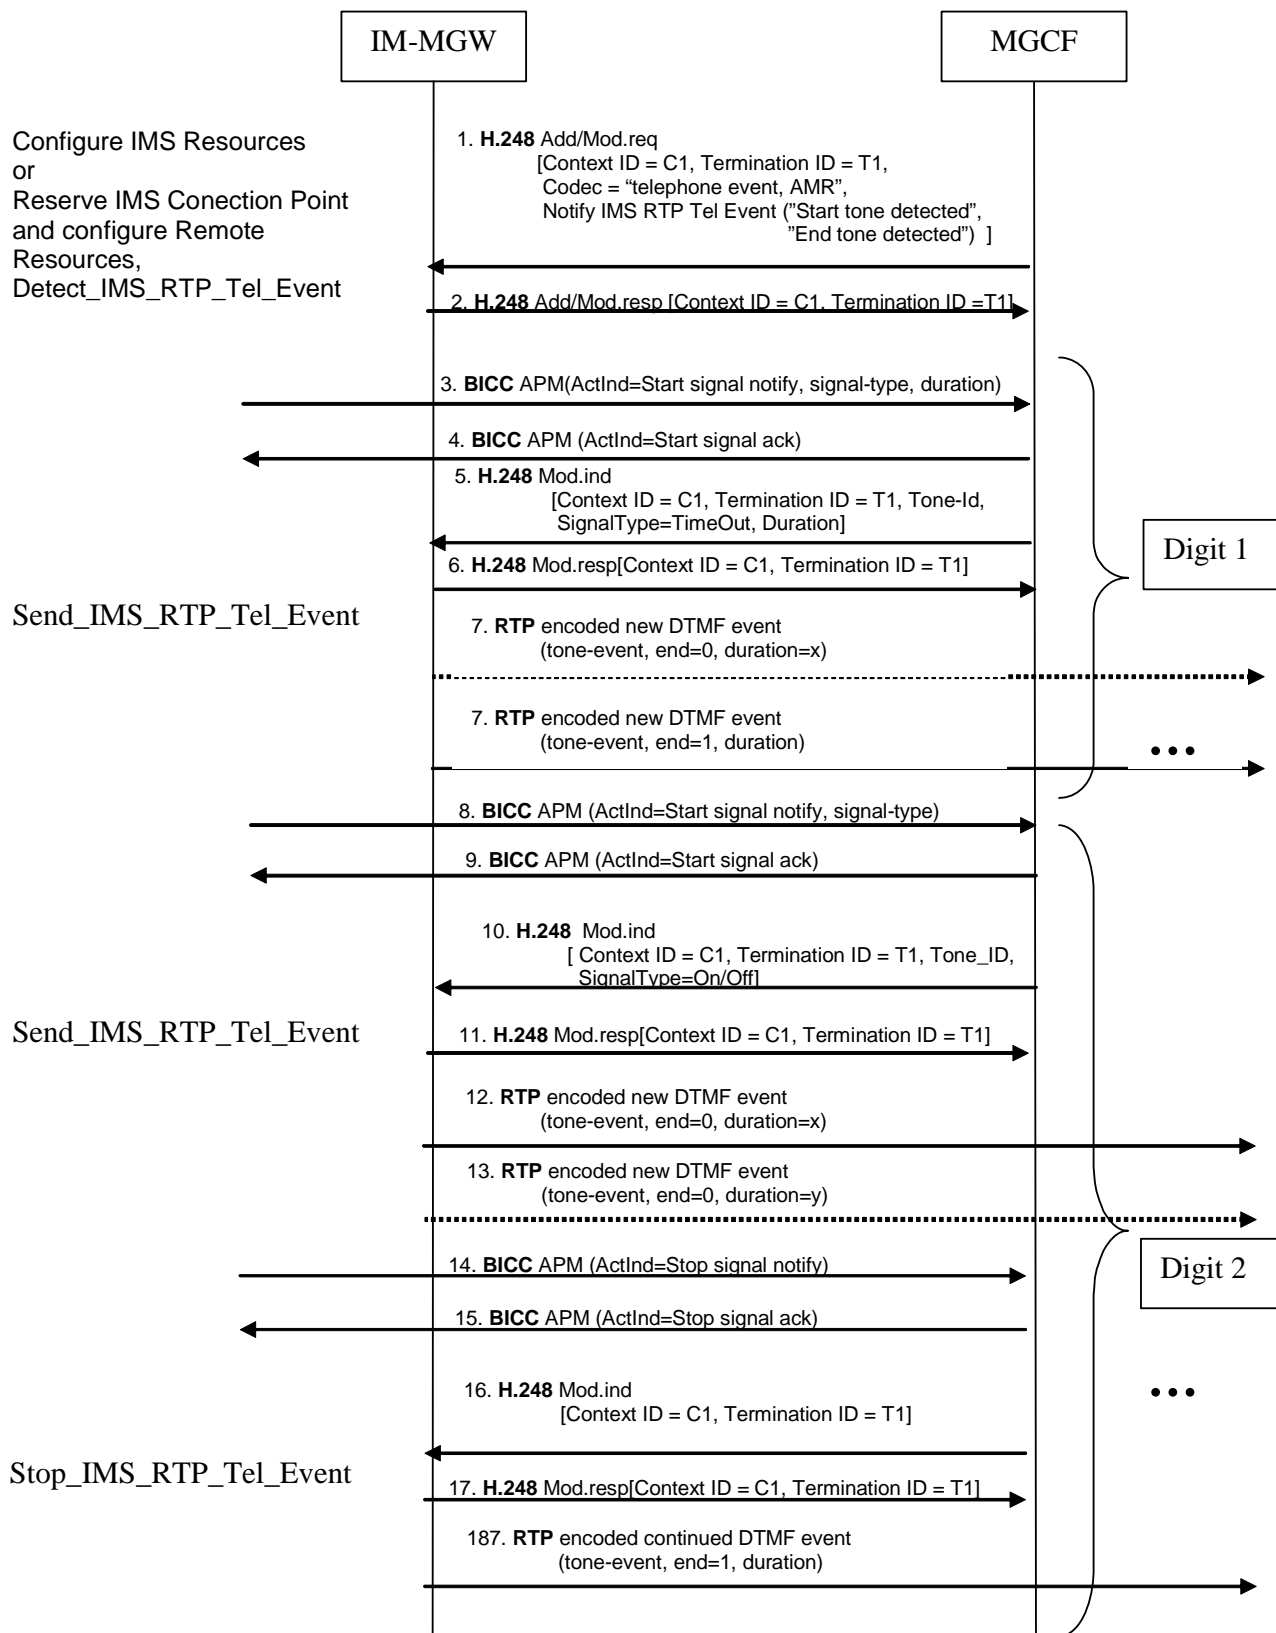 IM-MGW
MGCF
Configure IMS Resources
or
Reserve IMS Conection Point
and configure Remote
Resources,
Detect_IMS_RTP_Tel_Event
1. H.248 Add/Mod.req
[Context ID = C1, Termination ID = T1,
Codec = “telephone event, AMR”,
Notify IMS RTP Tel Event (”Start tone detected”,
”End tone detected”) ]
2. H.248 Add/Mod.resp [Context ID = C1, Termination ID =T1]
3. BICC APM(ActInd=Start signal notify, signal-type, duration)
4. BICC APM (ActInd=Start signal ack)
5. H.248 Mod.ind
[Context ID = C1, Termination ID = T1, Tone-Id,
SignalType=TimeOut, Duration]
Digit 1
6. H.248 Mod.resp[Context ID = C1, Termination ID = T1]
Send_IMS_RTP_Tel_Event
7. RTP encoded new DTMF event
(tone-event, end=0, duration=x)
7. RTP encoded new DTMF event
(tone-event, end=1, duration)
...
8. BICC APM (ActInd=Start signal notify, signal-type)
9. BICC APM (ActInd=Start signal ack)
10. H.248 Mod.ind
[ Context ID = C1, Termination ID = T1, Tone_ID,
SignalType=On/Off]
Send_IMS_RTP_Tel_Event
11. H.248 Mod.resp[Context ID = C1, Termination ID = T1]
12. RTP encoded new DTMF event
(tone-event, end=0, duration=x)
13. RTP encoded new DTMF event
(tone-event, end=0, duration=y)
14. BICC APM (ActInd=Stop signal notify)
Digit 2
15. BICC APM (ActInd=Stop signal ack)
16. H.248 Mod.ind
[Context ID = C1, Termination ID = T1]
...
Stop_IMS_RTP_Tel_Event
17. H.248 Mod.resp[Context ID = C1, Termination ID = T1]
187. RTP encoded continued DTMF event
(tone-event, end=1, duration)